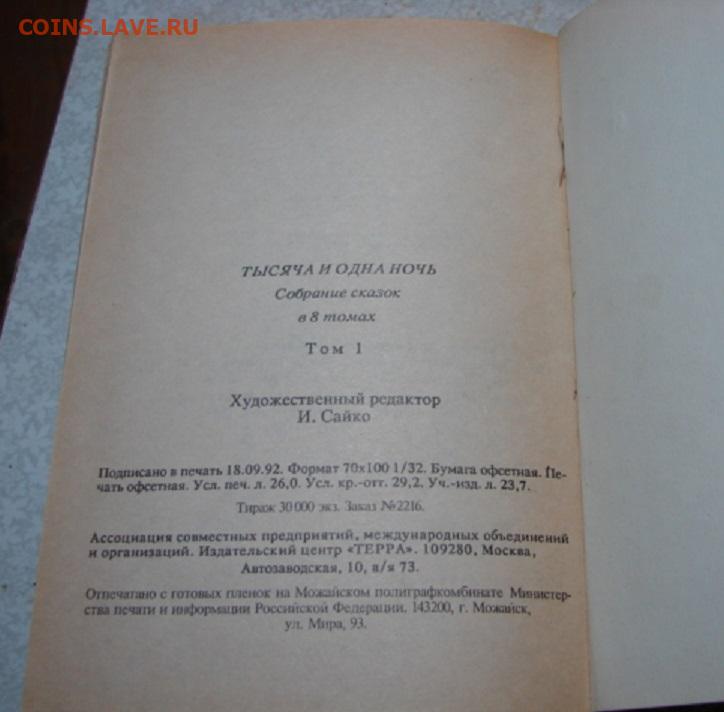 COINS.LAVE.RU
ТЫСЯЧА И ОДНА НОЧЬ
Собрание сказок
в 8 томах
Том 1
Художественный редактор
И. Сайко
Подписано в печать 18.09.92. Формат 70х100 1/32. Бумага офсетная. Пе-
чать офсетная. Усл. печ. л. 26,0. Усл. кр.-отт. 29,2. Уч.-изд. л. 23,7.
Тираж 30 000 экз. Заказ №2216.
Ассоциация совместных предприятий, международных объединений
и организаций. Издательский центр «ТЕРРА». 109280, Москва,
Автозаводская, 10, а/я 73.
Отпечатано с готовых пленок на Можайском полиграфкомбинате Министер-
ства печати и информации Российской Федерации. 143200, г. Можайск,
ул. Мира, 93.